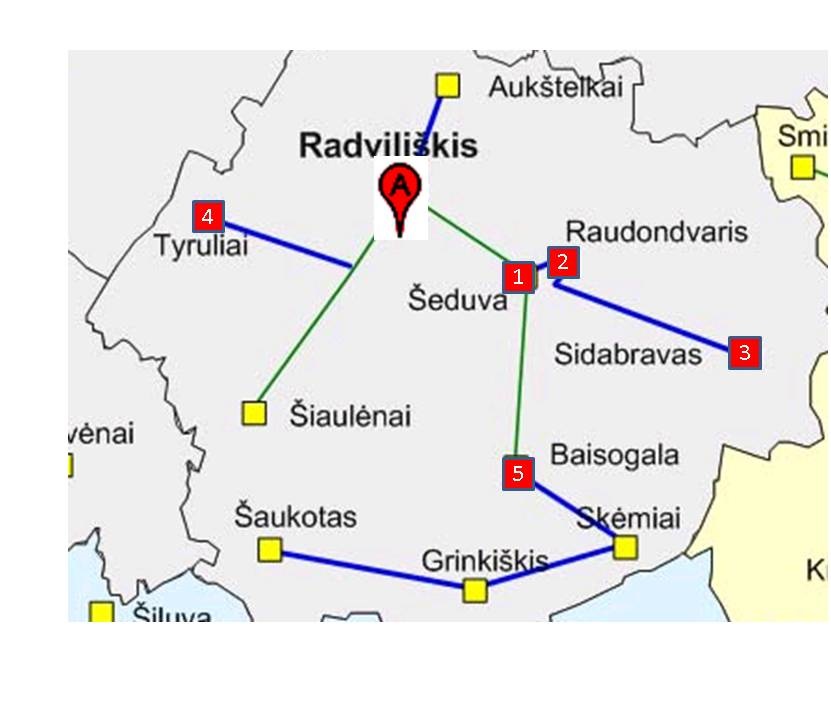 Aukštelkai
Radviliškis
Smi
A
4
Tyruliai
Raudondvaris
2
1
Šeduva
Sidabravas
3
Šiaulėnai
vėnai
Baisogala
5
Šaukotas
Skėmiai
Grinkiškis
K
Šiluva